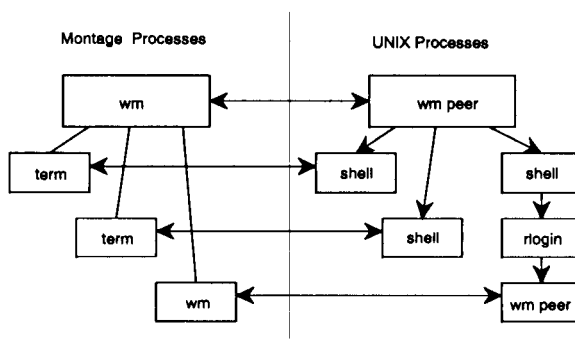 Montage Processes
UNIX Processes
wm
wm peer
term
shell
shell
term
shell
rlogin
wm
wm peer